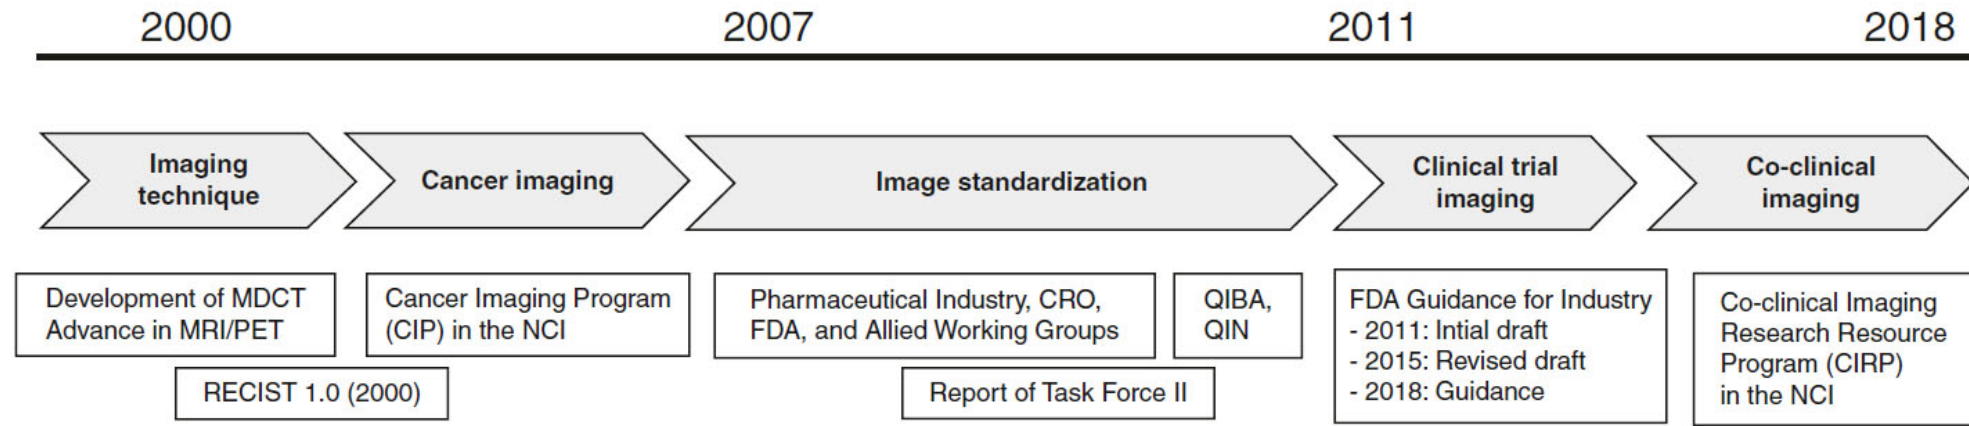 2000
2007
2011
2018
Imaging
technique
Cancer imaging
Image standardization
Clinical trial
imaging
Co-clinical
imaging
Development of MDCT
Advance in MRI/PET
RECIST 1.0 (2000)
Cancer Imaging Program
(CIP) in the NCI
Pharmaceutical Industry, CRO,
FDA, and Allied Working Groups
QIBA,
QIN
Report of Task Force II
FDA Guidance for Industry
- 2011: Intial draft
- 2015: Revised draft
- 2018: Guidance
Co-clinical Imaging
Research Resource
Program (CIRP)
in the NCI